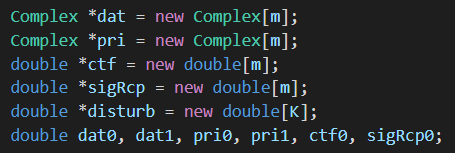 Complex *dat = new Complex[m];
Complex *pri = new Complex[m];
double *ctf = new double[m];
double *sigRcp = new double[m];
double *disturb = new double[K];
double dat0, dat1, pri0, pri1, ctf0, sigRcp0;